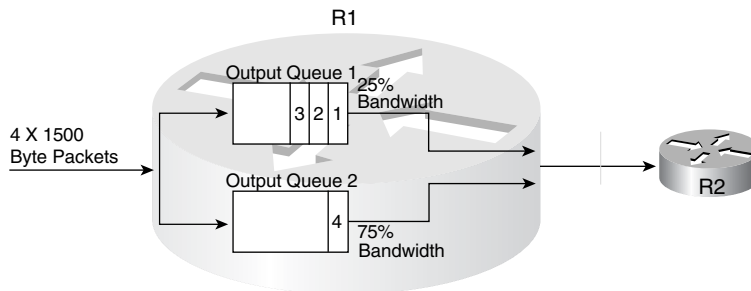 R1
Output Queue 1
25%
Bandwidth
3 2 1
4 X 1500
Byte Packets
Output Queue 2
4
75%
Bandwidth
R2